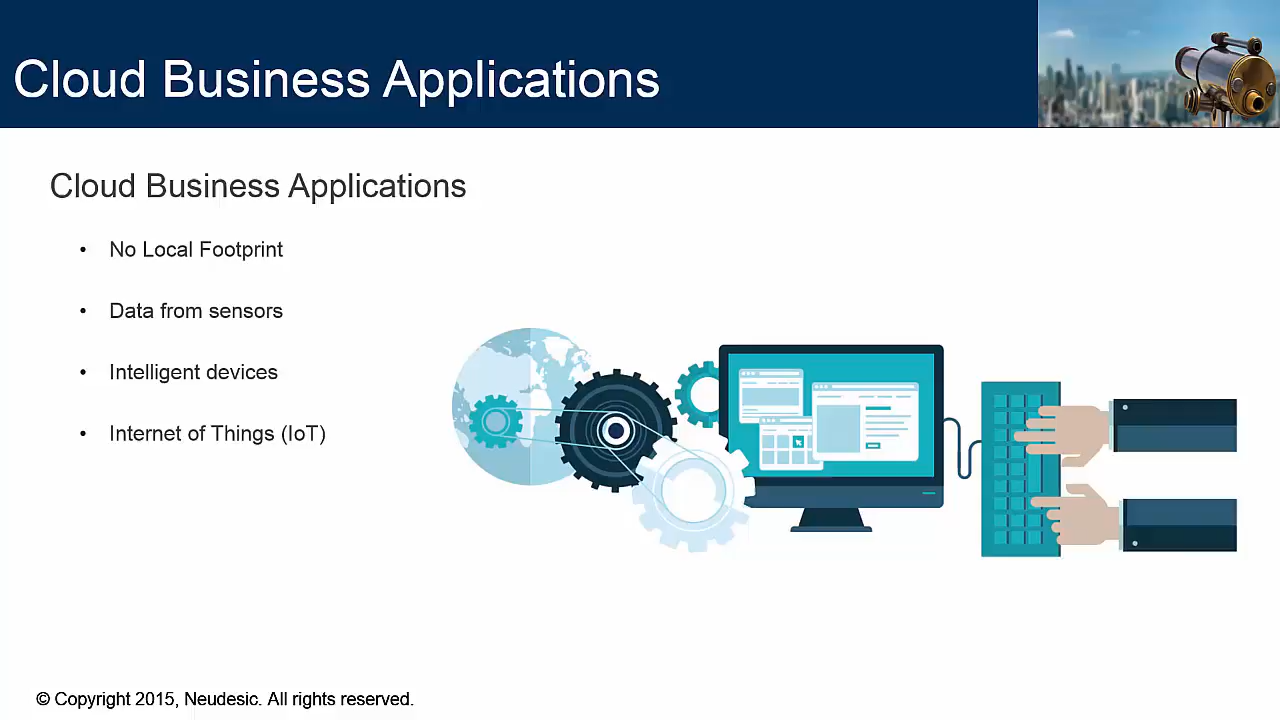 Cloud Business Applications
Cloud Business Applications
• No Local Footprint
• Data from sensors
• Intelligent devices
• Internet of Things (IoT)
© Copyright 2015, Neudesic. All rights reserved.